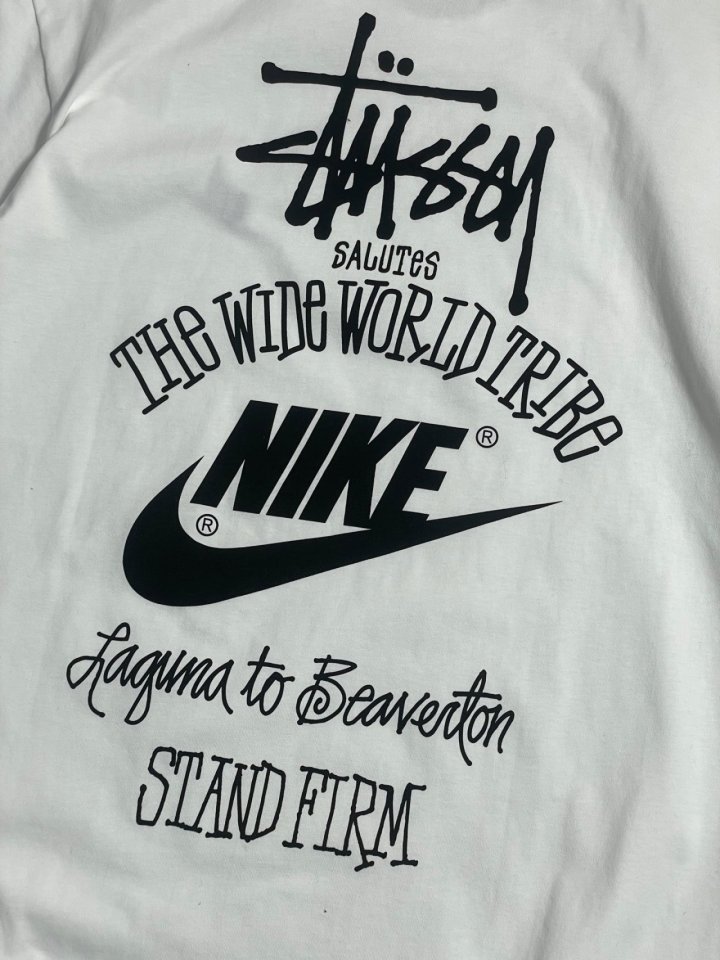 Stüssy
SALUTES
THE WIDE WORLD TRIBE
NIKE ®
®
Laguna to Beaverton
STAND FIRM